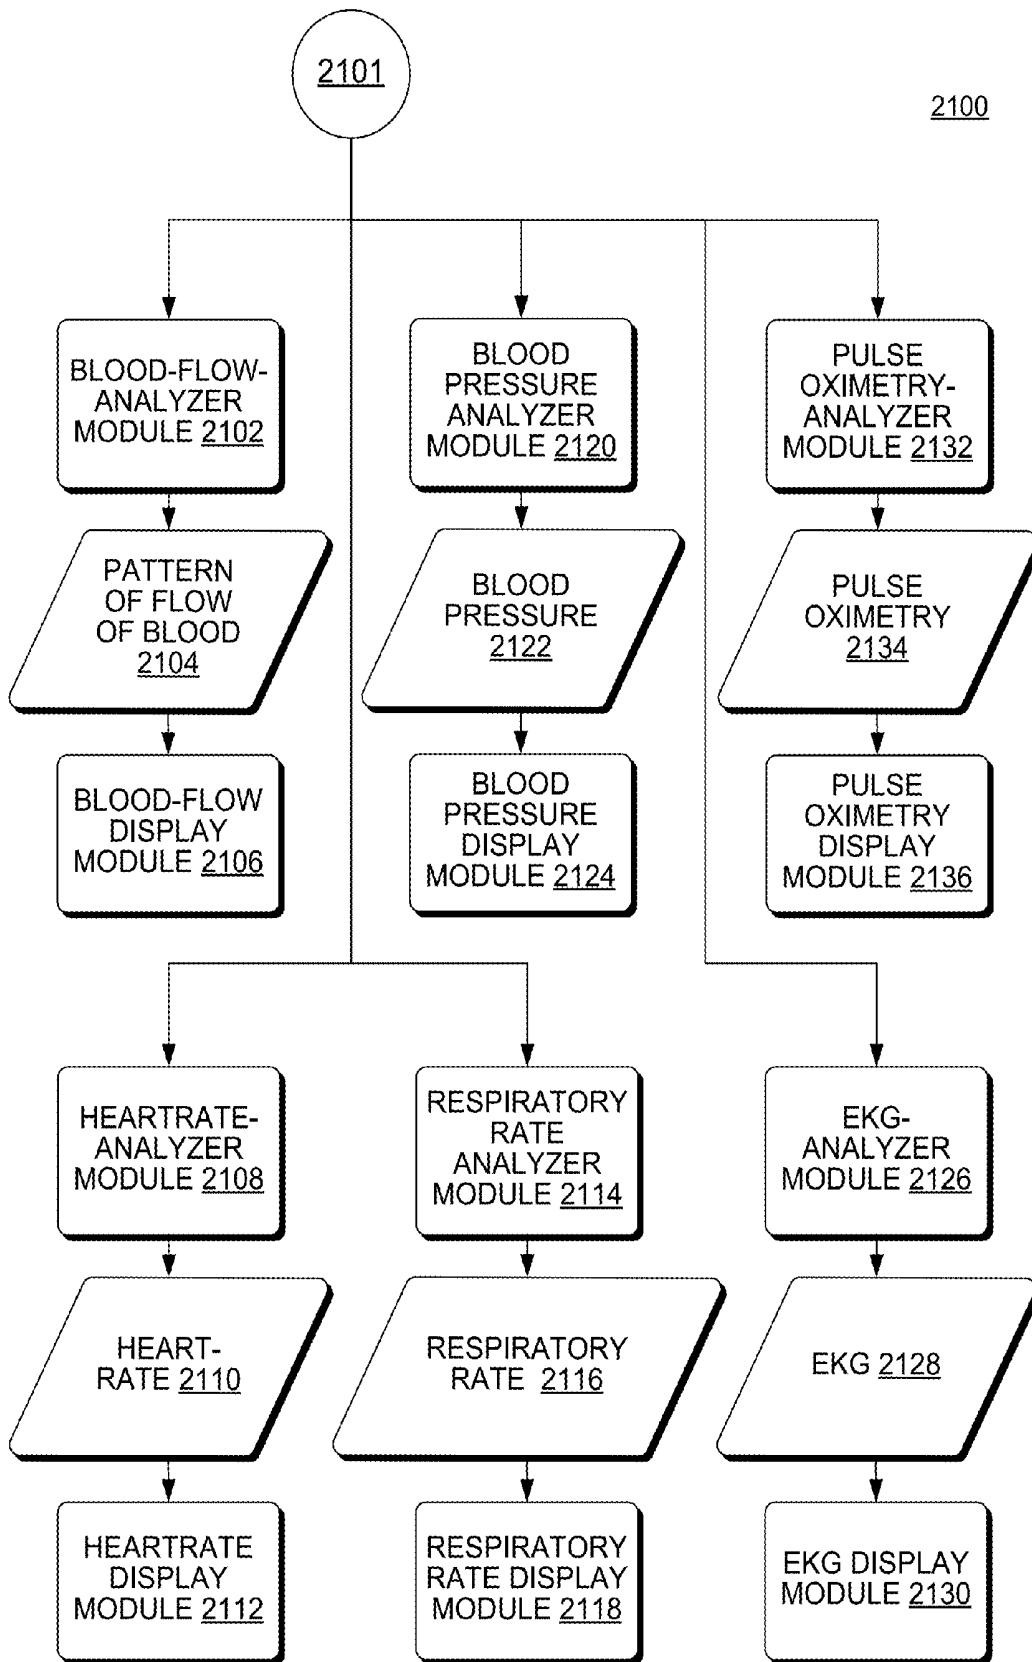 2101
2100
BLOOD-FLOW-
ANALYZER
MODULE 2102
BLOOD
PRESSURE
ANALYZER
MODULE 2120
PULSE
OXIMETRY-
ANALYZER
MODULE 2132
PATTERN
OF FLOW
OF BLOOD
2104
BLOOD
PRESSURE
2122
PULSE
OXIMETRY
2134
BLOOD-FLOW
DISPLAY
MODULE 2106
BLOOD
PRESSURE
DISPLAY
MODULE 2124
PULSE
OXIMETRY
DISPLAY
MODULE 2136
HEARTRATE-
ANALYZER
MODULE 2108
RESPIRATORY
RATE
ANALYZER
MODULE 2114
EKG-
ANALYZER
MODULE 2126
HEART-
RATE 2110
RESPIRATORY
RATE 2116
EKG 2128
HEARTRATE
DISPLAY
MODULE 2112
RESPIRATORY
RATE DISPLAY
MODULE 2118
EKG DISPLAY
MODULE 2130